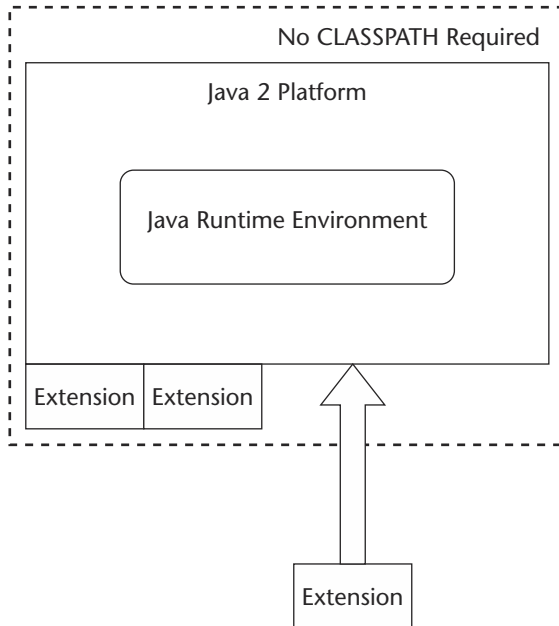 No CLASSPATH Required
Java 2 Platform
Java Runtime Environment
Extension
Extension
Extension